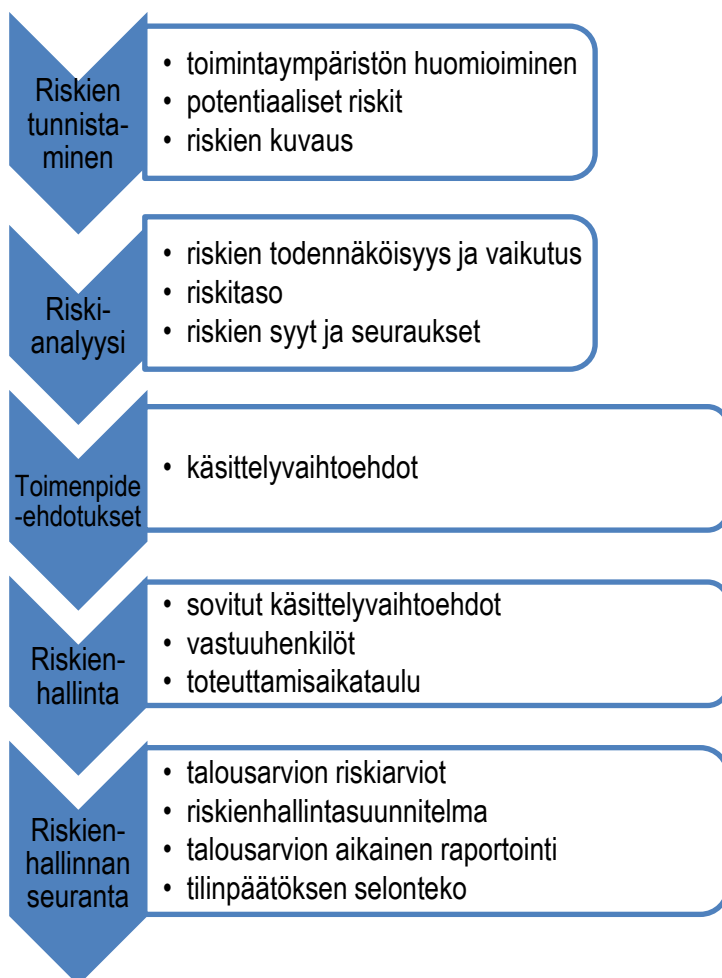 Riskien
tunnista-
minen
• toimintaympäristön huomioiminen
• potentiaaliset riskit
• riskien kuvaus
Riski-
analyysi
• riskien todennäköisyys ja vaikutus
• riskitaso
• riskien syyt ja seuraukset
Toimenpide
-ehdotukset
• käsittelyvaihtoehdot
Riskien-
hallinta
• sovitut käsittelyvaihtoehdot
• vastuuhenkilöt
• toteuttamisaikataulu
Riskien-
hallinnan
seuranta
• talousarvion riskiarviot
• riskienhallintasuunnitelma
• talousarvion aikainen raportointi
• tilinpäätöksen selonteko